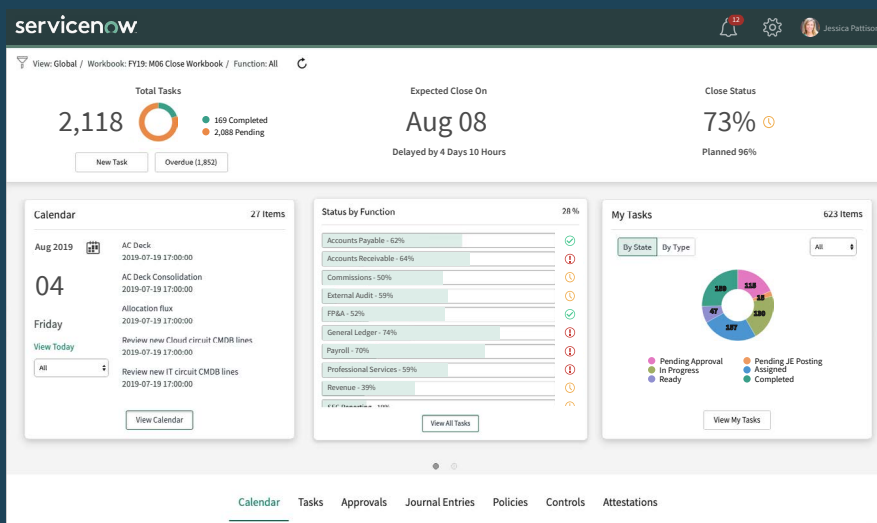 servicenow
12
Jessica Pattison
View: Global / Workbook: FY19: M06 Close Workbook / Function: All
Total Tasks
2,118
169 Completed
2,088 Pending
New Task
Overdue (1,852)
Expected Close On
Aug 08
Delayed by 4 Days 10 Hours
Close Status
73%
Planned 96%
Calendar
27 Items
Aug 2019
04
Friday
View Today
All
AC Deck
2019-07-19 17:00:00
AC Deck Consolidation
2019-07-19 17:00:00
Allocation flux
2019-07-19 17:00:00
Review new Cloud circuit CMDB lines
2019-07-19 17:00:00
Review new IT circuit CMDB lines
2019-07-19 17:00:00
View Calendar
Status by Function
28 %
Accounts Payable - 62%
Accounts Receivable - 64%
Commissions - 50%
External Audit - 59%
FP&A - 52%
General Ledger - 74%
Payroll - 70%
Professional Services - 59%
Revenue - 39%
View All Tasks
My Tasks
623 Items
By State
By Type
All
115
15
130
157
47
159
Pending Approval
Pending JE Posting
In Progress
Assigned
Ready
Completed
View My Tasks
Calendar
Tasks
Approvals
Journal Entries
Policies
Controls
Attestations